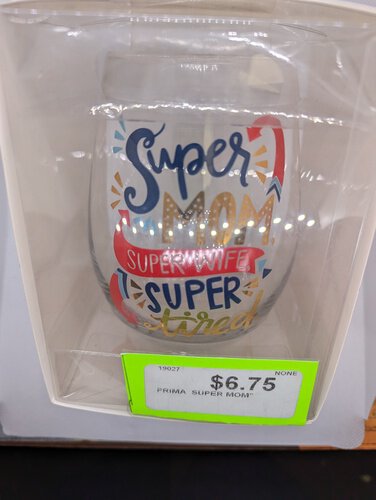 Super
MOM
SUPER WIFE
SUPER
tired
19027 NONE
$6.75
PRIMA SUPER MOM"